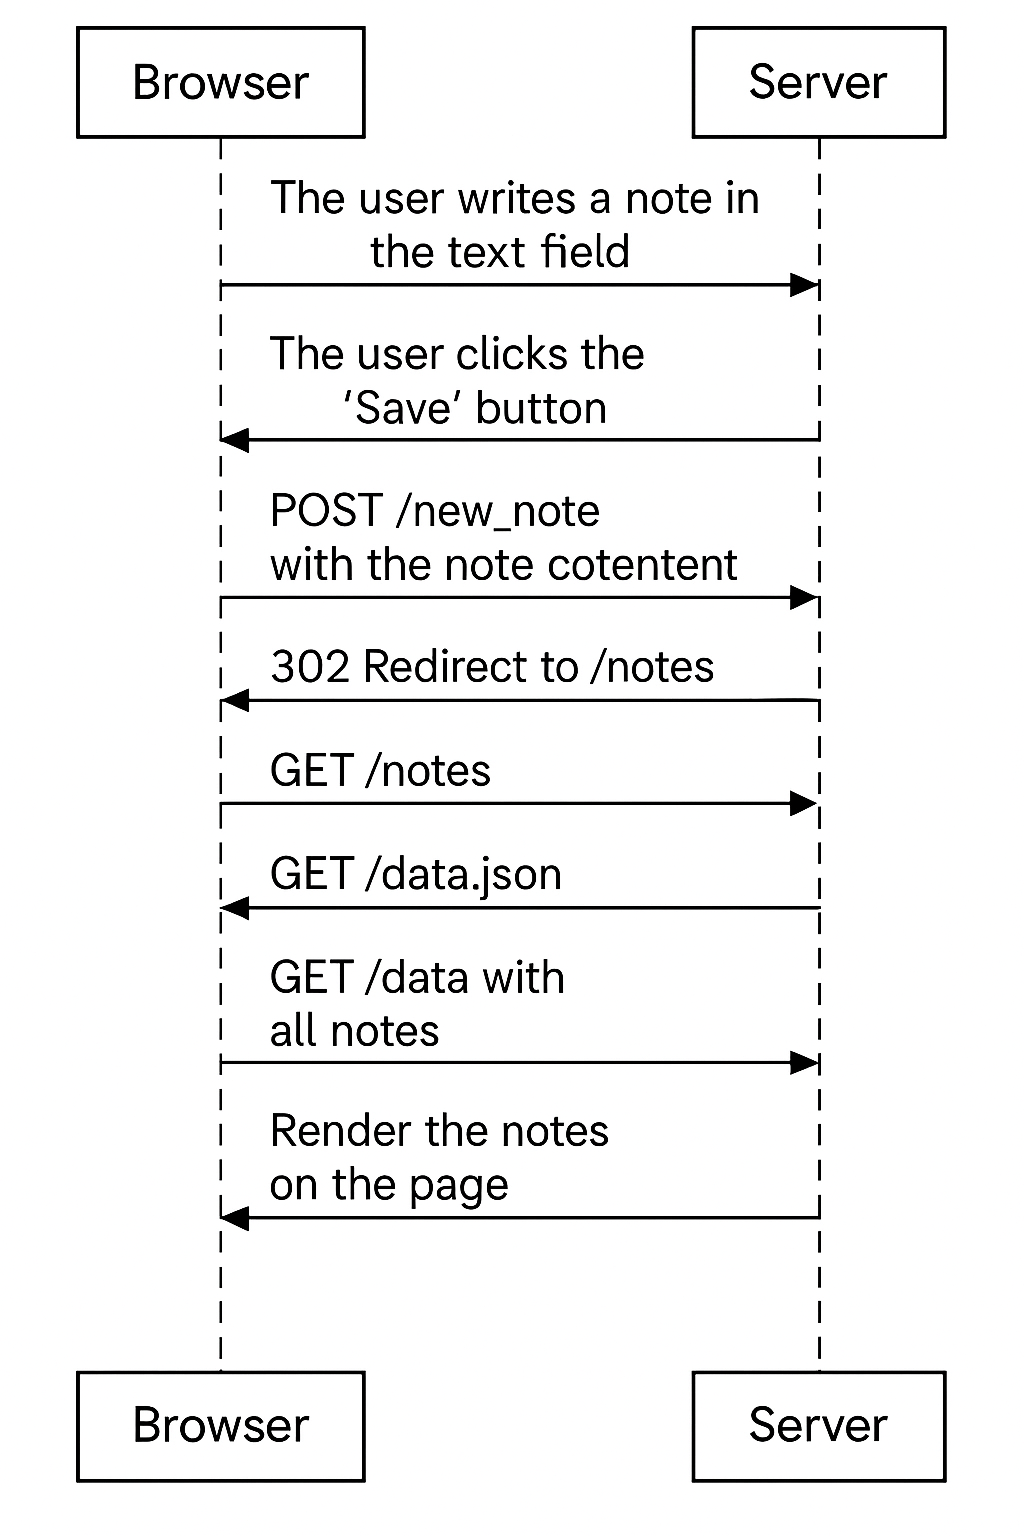 Browser
Server
The user writes a note in
the text field
The user clicks the
‘Save‘ button
POST /new_note
with the note cotentent
302 Redirect to /notes
GET /notes
GET /data.json
GET /data with
all notes
Render the notes
on the page
Browser
Server